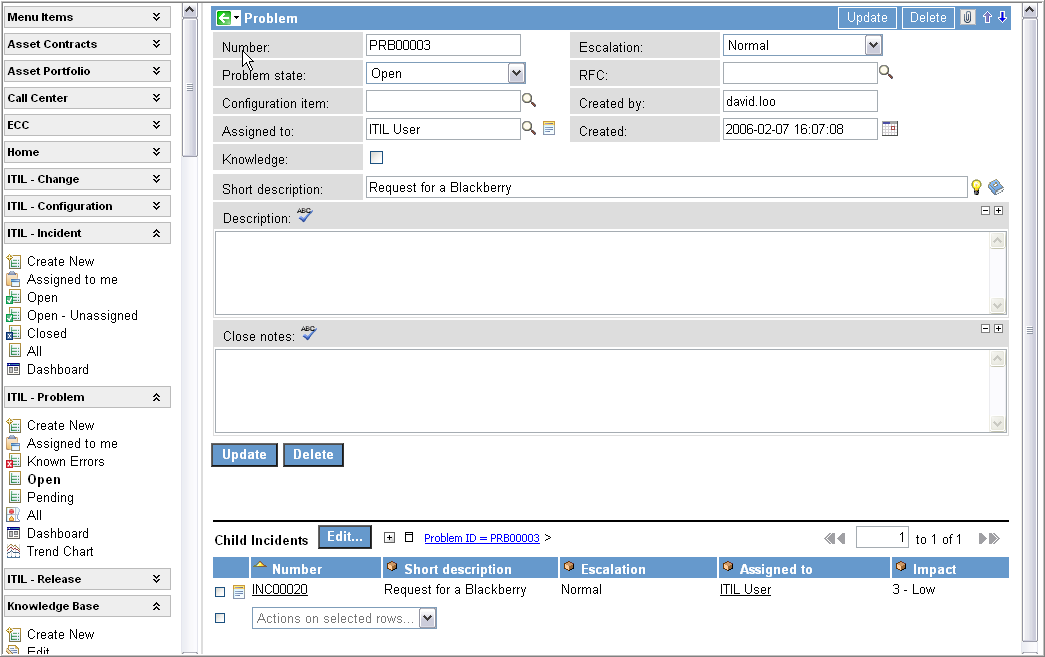 Menu Items
Asset Contracts
Asset Portfolio
Call Center
ECC
Home
ITIL - Change
ITIL - Configuration
ITIL - Incident
Create New
Assigned to me
Open
Open - Unassigned
Closed
All
Dashboard
ITIL - Problem
Create New
Assigned to me
Known Errors
Open
Pending
All
Dashboard
Trend Chart
ITIL - Release
Knowledge Base
Create New
Edit
Problem Update Delete
Number: PRB00003 Escalation: Normal
Problem state: Open RFC:
Configuration item: Created by: david.loo
Assigned to: ITIL User Created: 2006-02-07 16:07:08
Knowledge:
Short description: Request for a Blackberry
Description: ABC
Close notes: ABC
Update Delete
Child Incidents Edit... Problem ID = PRB00003 > 1 to 1 of 1
Number Short description Escalation Assigned to Impact
INC00020 Request for a Blackberry Normal ITIL User 3 - Low
Actions on selected rows...